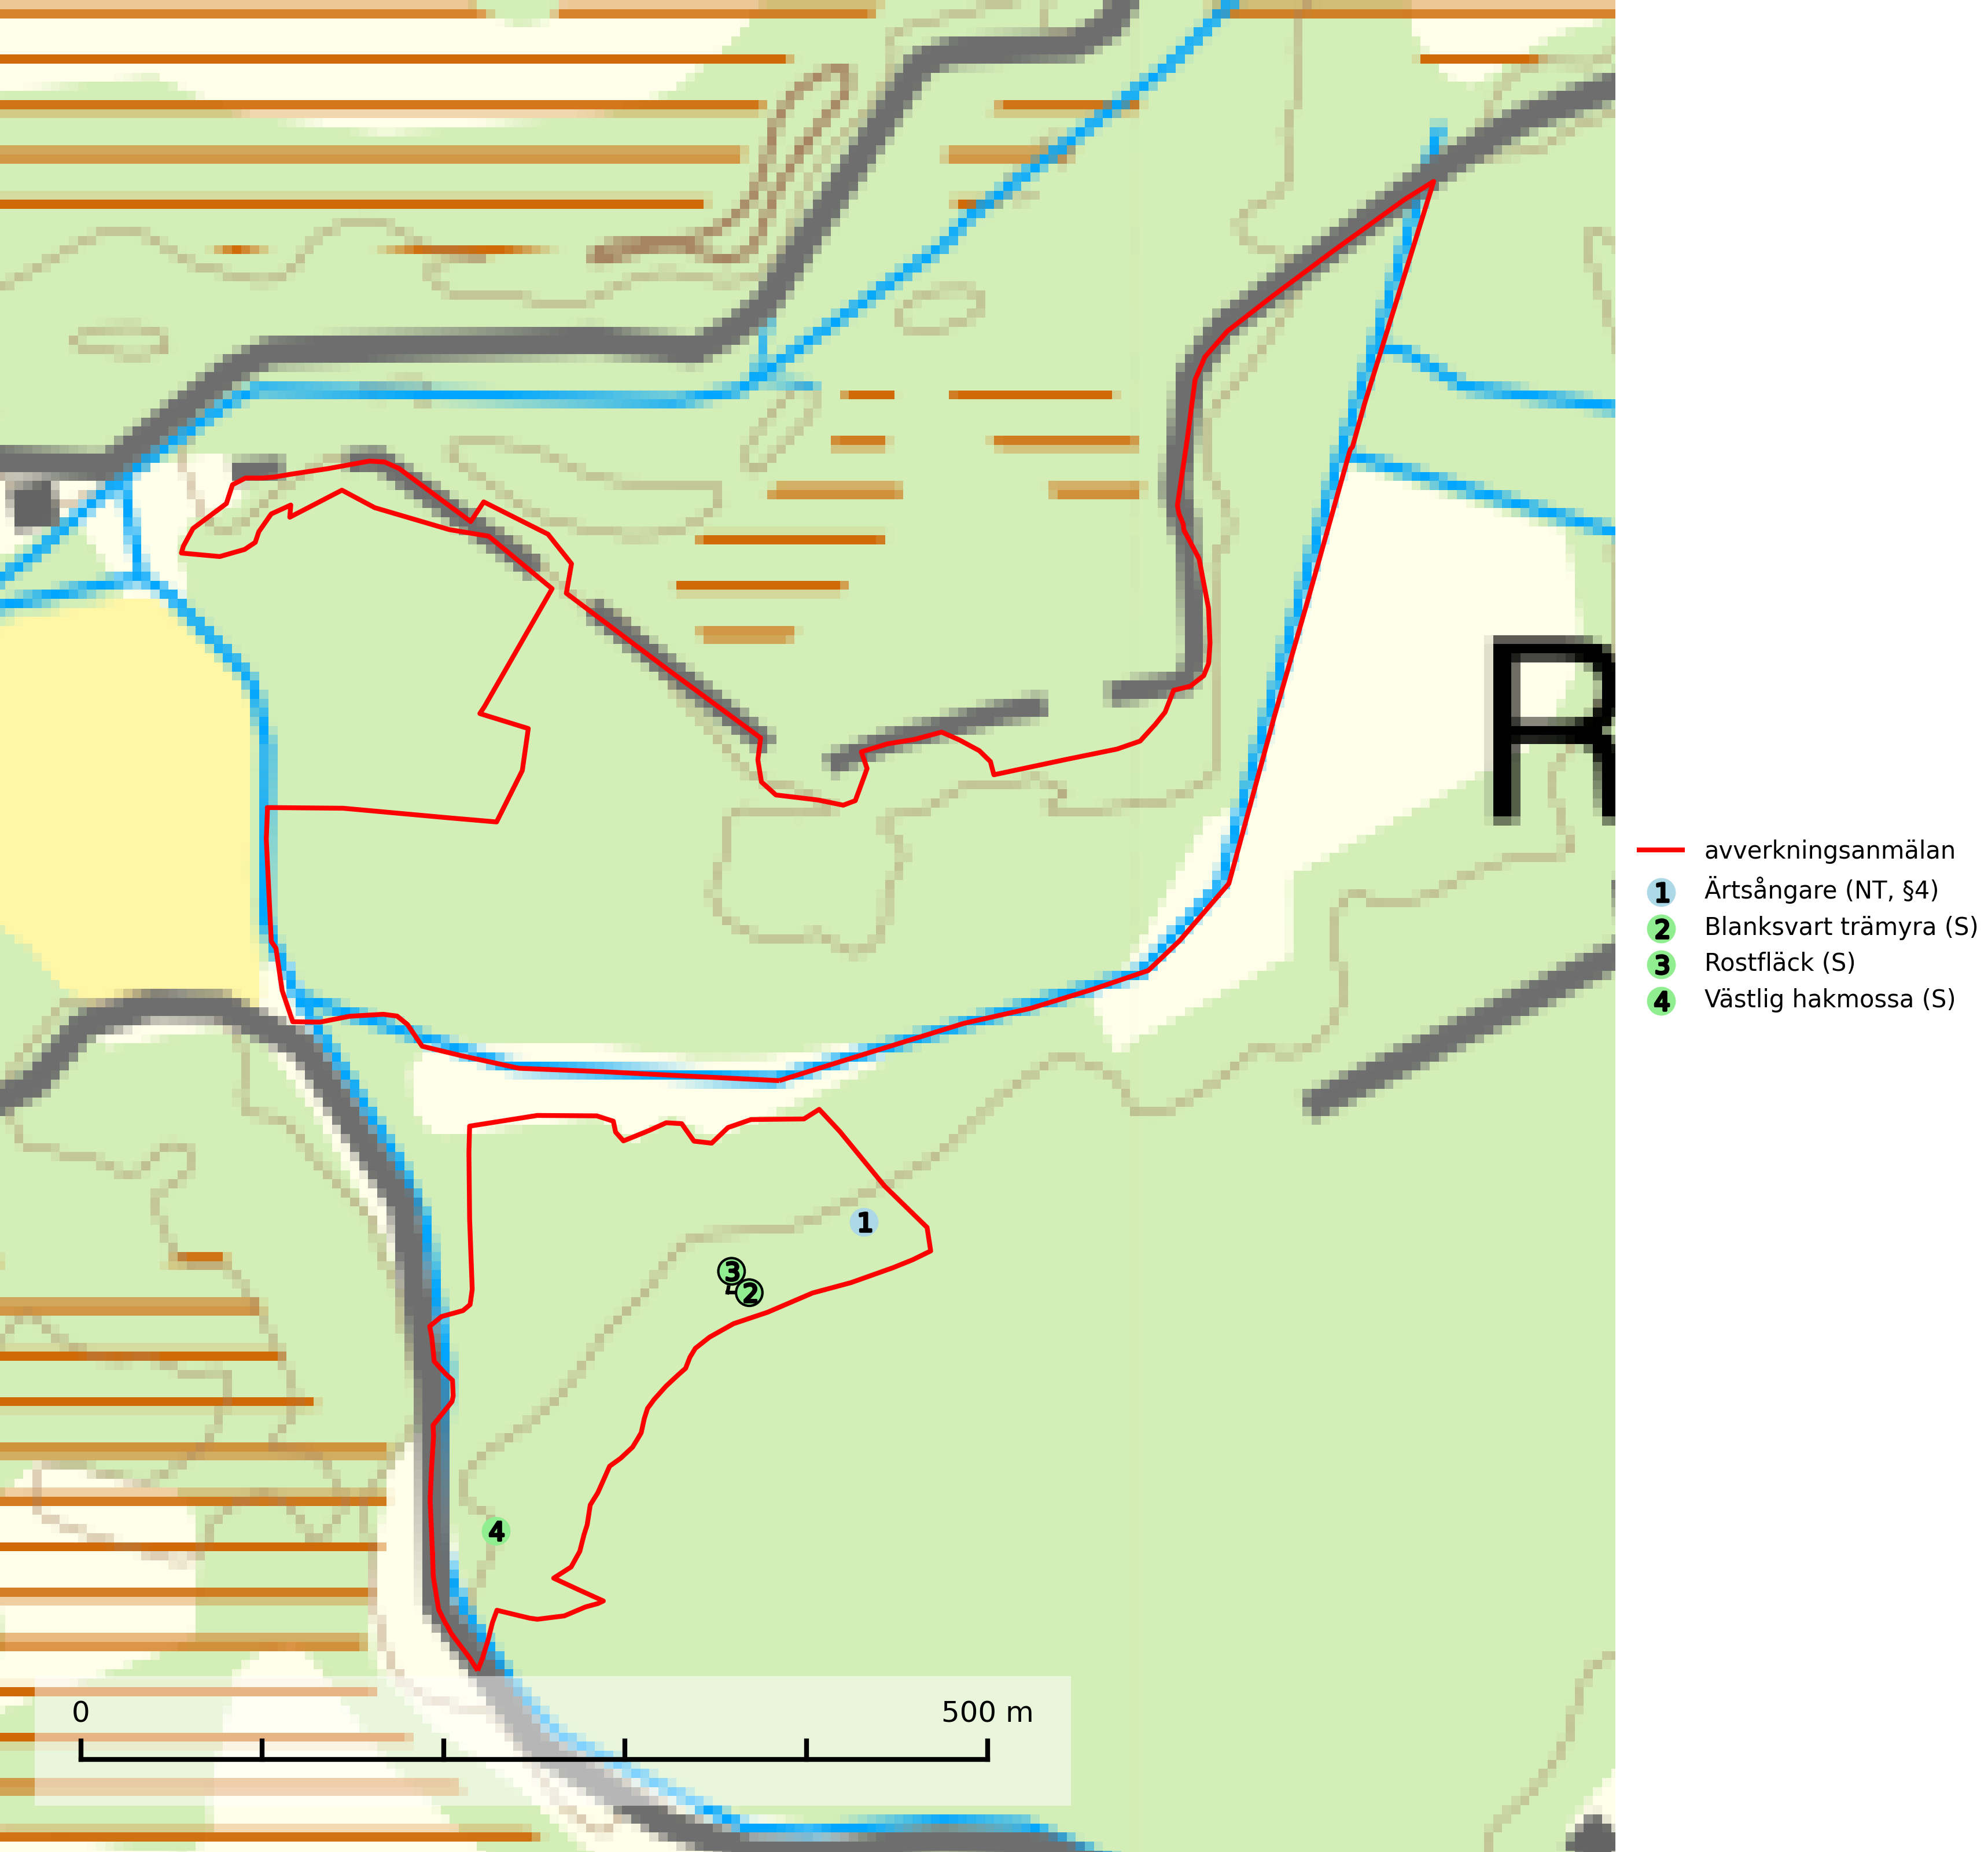 R
avverkningsanmälan
1 Ärtsångare (NT, §4)
2 Blanksvart trämyra (S)
3 Rostfläck (S)
4 Västlig hakmossa (S)
1
3
2
4
0 500 m